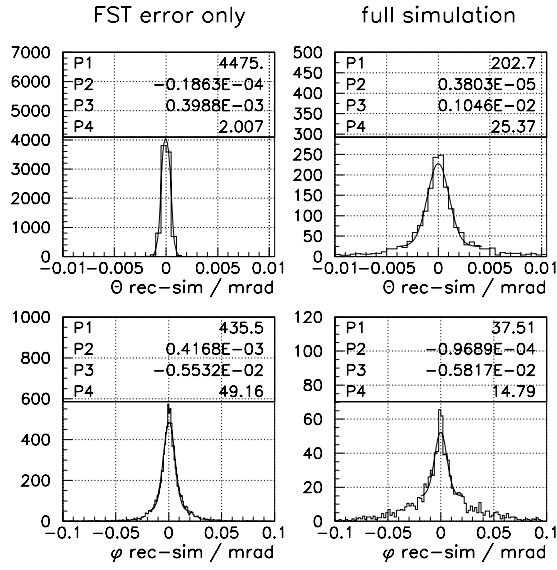 FST error only
full simulation
P1 4475.
P2 -0.1863E-04
P3 0.3988E-03
P4 2.007
7000
6000
5000
4000
3000
2000
1000
0
-0.01 -0.005 0 0.005 0.01
Θ rec-sim / mrad
P1 202.7
P2 0.3803E-05
P3 0.1046E-02
P4 25.37
500
450
400
350
300
250
200
150
100
50
0
-0.01 -0.005 0 0.005 0.01
Θ rec-sim / mrad
P1 435.5
P2 0.4168E-03
P3 -0.5532E-02
P4 49.16
1000
800
600
400
200
0
-0.1 -0.05 0 0.05 0.1
φ rec-sim / mrad
P1 37.51
P2 -0.9689E-04
P3 -0.5817E-02
P4 14.79
120
100
80
60
40
20
0
-0.1 -0.05 0 0.05 0.1
φ rec-sim / mrad